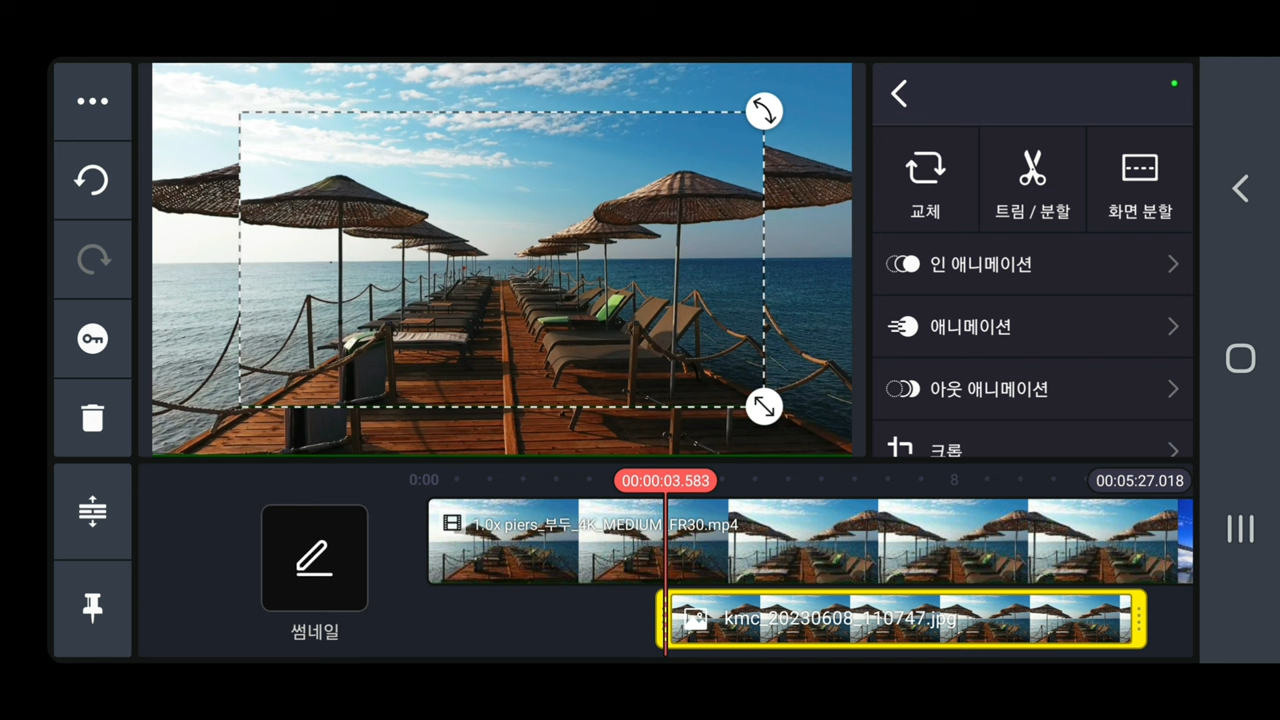 교체
트림 / 분할
화면 분할
인 애니메이션
애니메이션
아웃 애니메이션
크롭
0:00
00:00:03.583
8
00:05:27.018
1.0x piers_부두_4K_MEDIUM_FR30.mp4
kmc_20230608_110747.jpg
썸네일